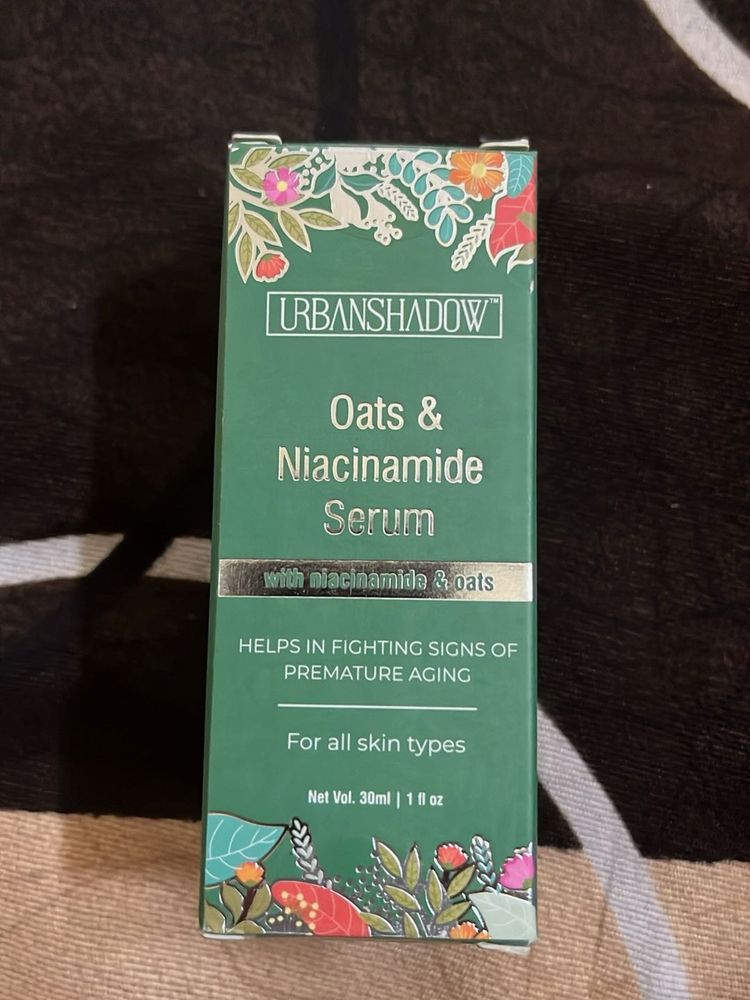 URBANSHADOW™
Oats &
Niacinamide
Serum
with niacinamide & oats
HELPS IN FIGHTING SIGNS OF
PREMATURE AGING
For all skin types
Net Vol. 30ml | 1 fl oz